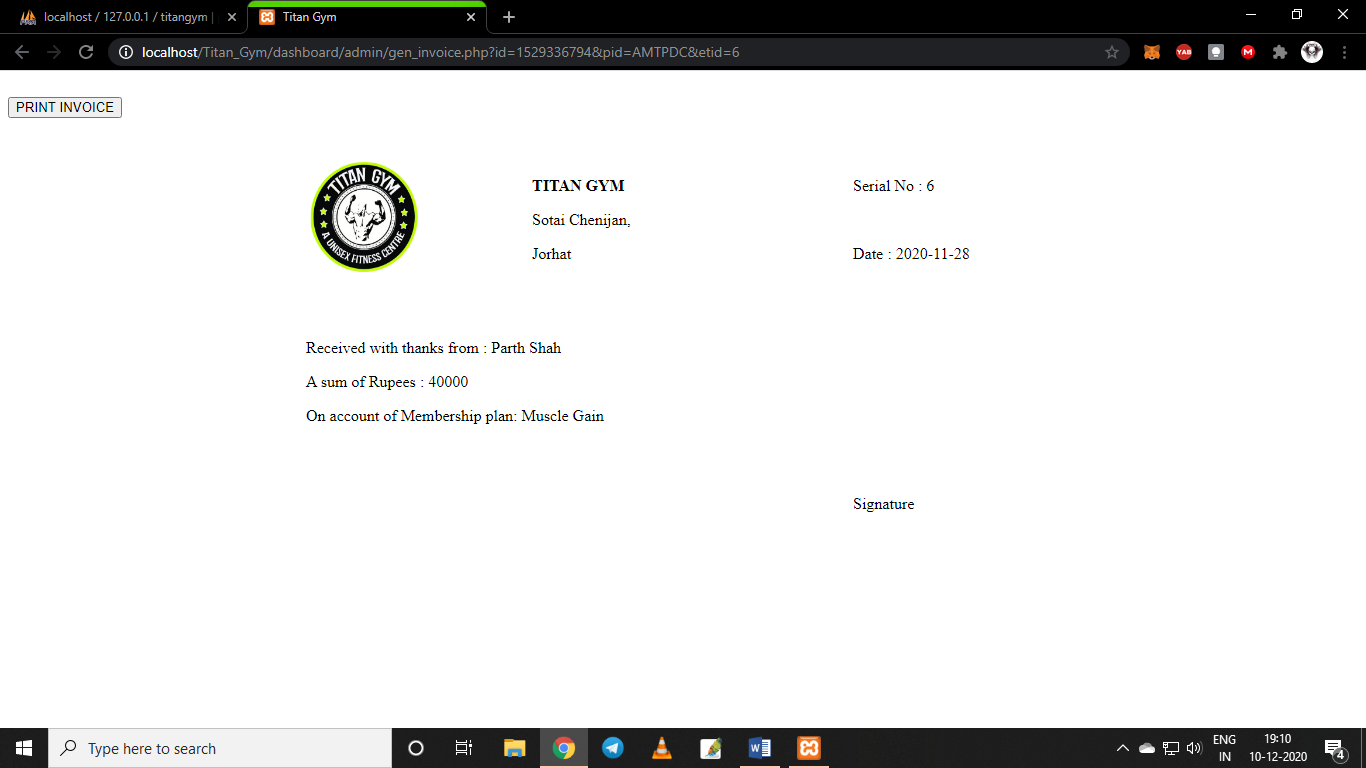 localhost / 127.0.0.1 / titangym |
Titan Gym
localhost/Titan_Gym/dashboard/admin/gen_invoice.php?id=1529336794&pid=AMTPDC&etid=6
YAB
M
PRINT INVOICE
TITAN GYM
A UNISEX FITNESS CENTRE
TITAN GYM
Serial No : 6
Sotai Chenijan,
Jorhat
Date : 2020-11-28
Received with thanks from : Parth Shah
A sum of Rupees : 40000
On account of Membership plan: Muscle Gain
Signature
Type here to search
ENG
IN
19:10
10-12-2020
4